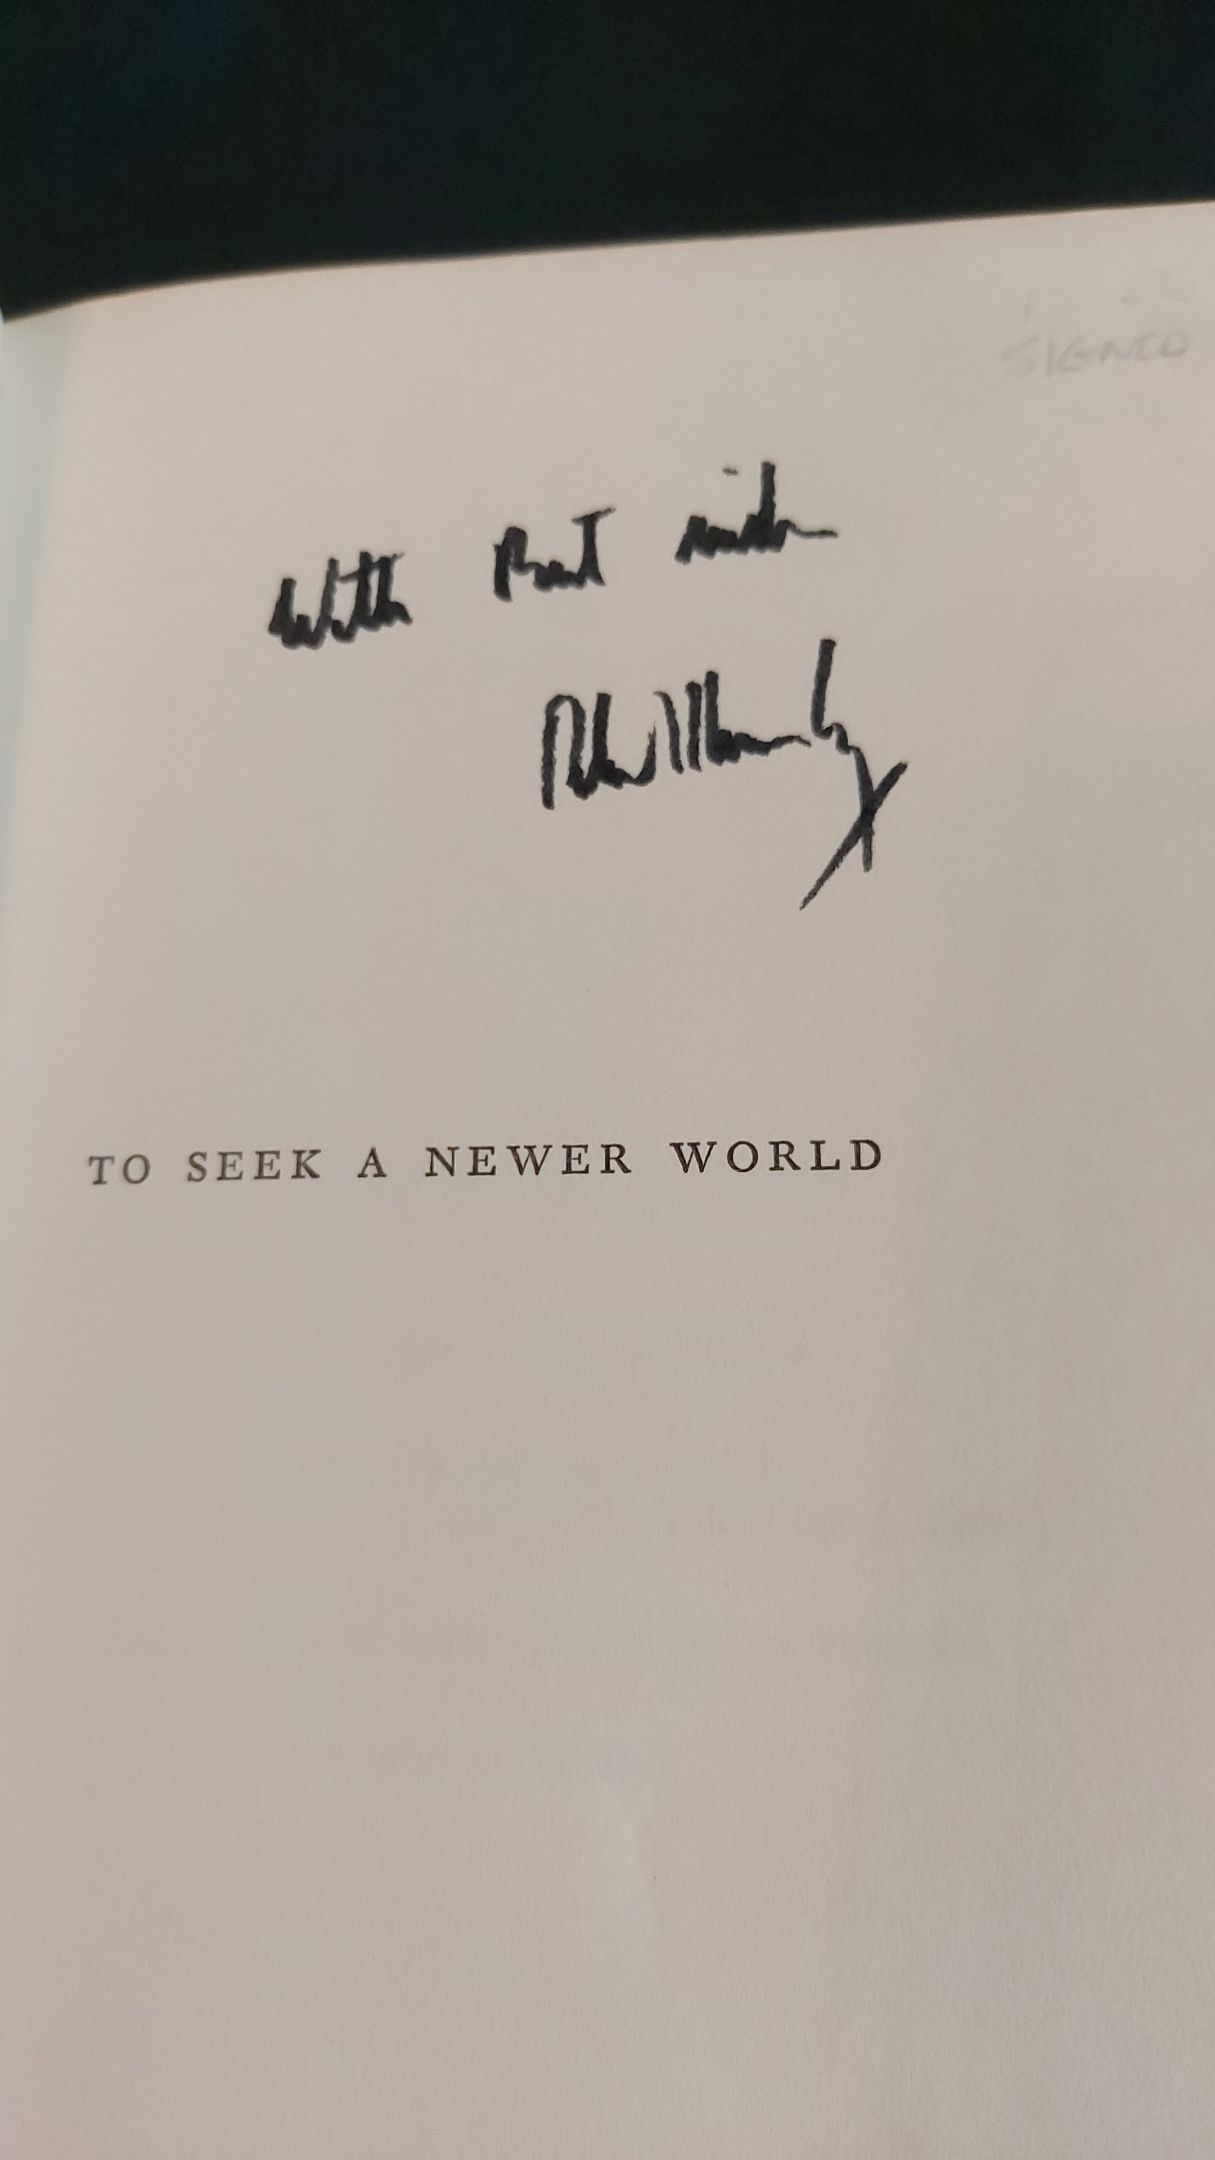 SIGNED
With Best wishes
TO SEEK A NEWER WORLD